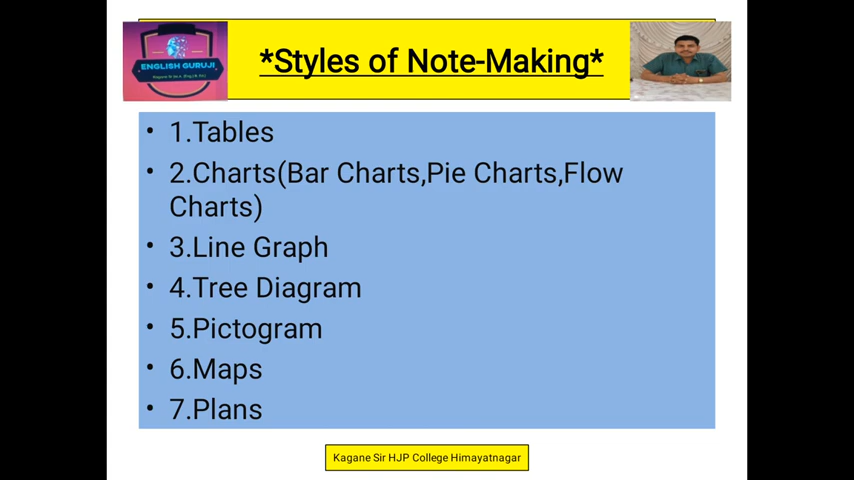 ENGLISH GURUJI
*Styles of Note-Making*
• 1.Tables
• 2.Charts(Bar Charts,Pie Charts,Flow
Charts)
• 3.Line Graph
• 4.Tree Diagram
• 5.Pictogram
• 6.Maps
• 7.Plans
Kagane Sir HJP College Himayatnagar